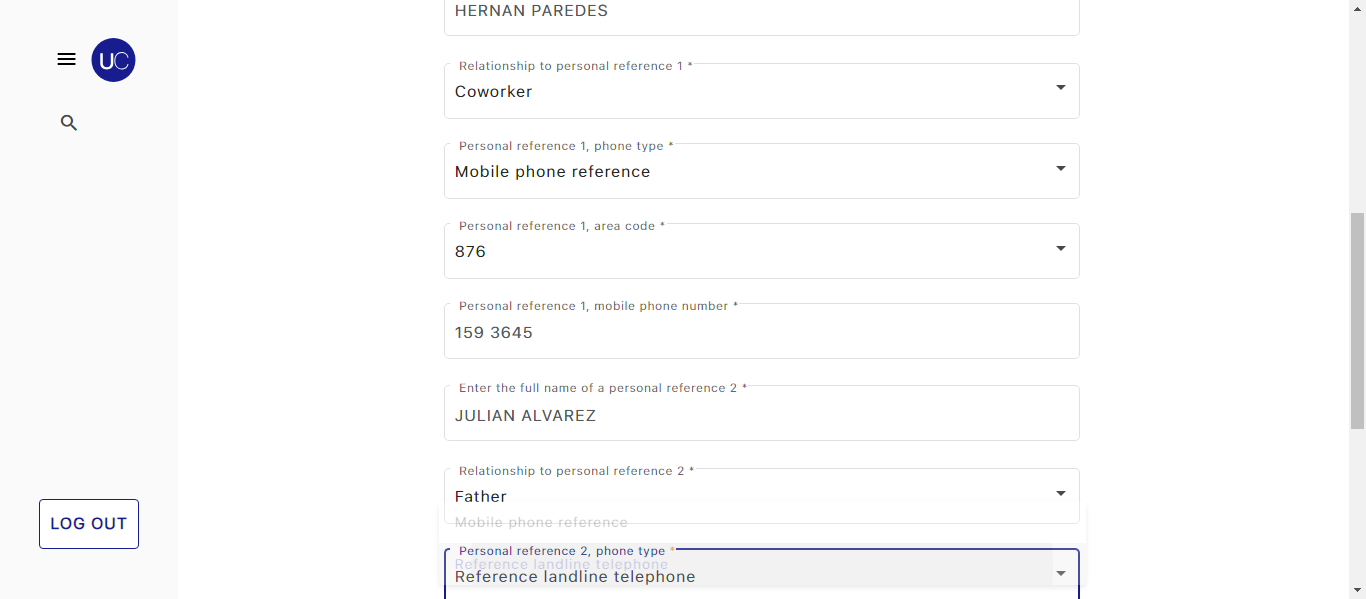 HERNAN PAREDES
UC
Relationship to personal reference 1 *
Coworker
Personal reference 1, phone type *
Mobile phone reference
Personal reference 1, area code *
876
Personal reference 1, mobile phone number *
159 3645
Enter the full name of a personal reference 2 *
JULIAN ALVAREZ
Relationship to personal reference 2 *
Father
Mobile phone reference
LOG OUT
Personal reference 2, phone type *
Reference landline telephone
Reference landline telephone